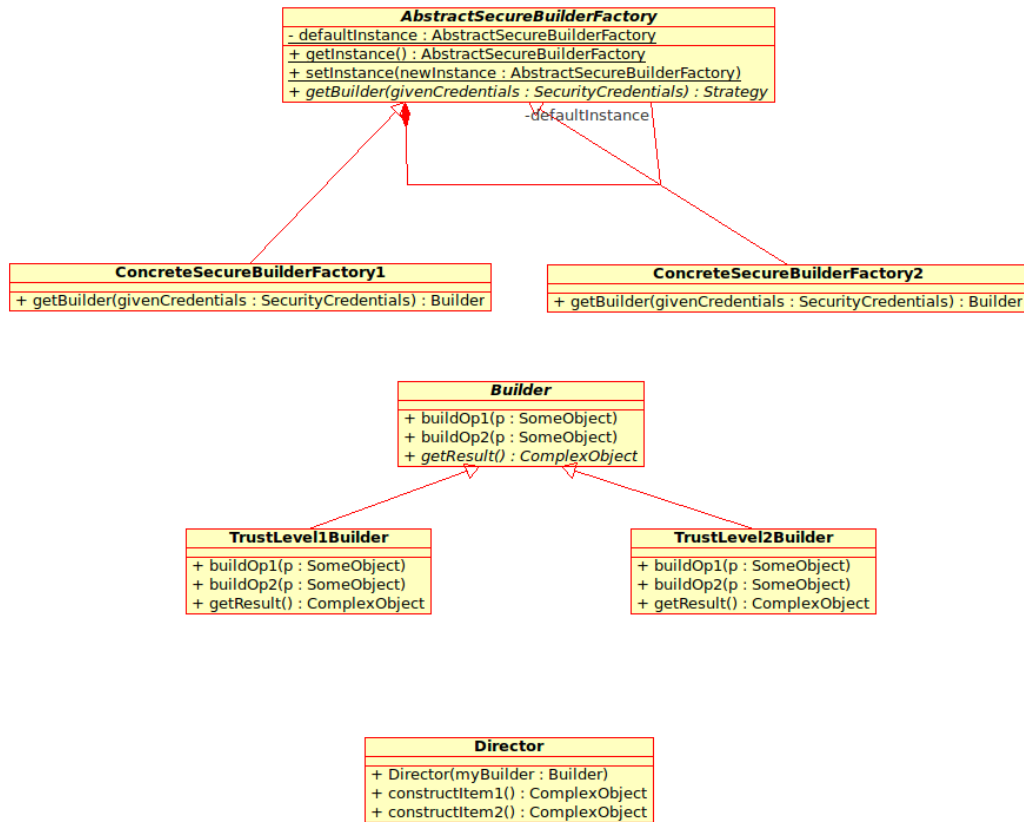 AbstractSecureBuilderFactory
- defaultInstance : AbstractSecureBuilderFactory
+ getInstance() : AbstractSecureBuilderFactory
+ setInstance(newInstance : AbstractSecureBuilderFactory)
+ getBuilder(givenCredentials : SecurityCredentials) : Strategy
-defaultInstance
ConcreteSecureBuilderFactory1
+ getBuilder(givenCredentials : SecurityCredentials) : Builder
ConcreteSecureBuilderFactory2
+ getBuilder(givenCredentials : SecurityCredentials) : Builder
Builder
+ buildOp1(p : SomeObject)
+ buildOp2(p : SomeObject)
+ getResult() : ComplexObject
TrustLevel1Builder
+ buildOp1(p : SomeObject)
+ buildOp2(p : SomeObject)
+ getResult() : ComplexObject
TrustLevel2Builder
+ buildOp1(p : SomeObject)
+ buildOp2(p : SomeObject)
+ getResult() : ComplexObject
Director
+ Director(myBuilder : Builder)
+ constructItem1() : ComplexObject
+ constructItem2() : ComplexObject